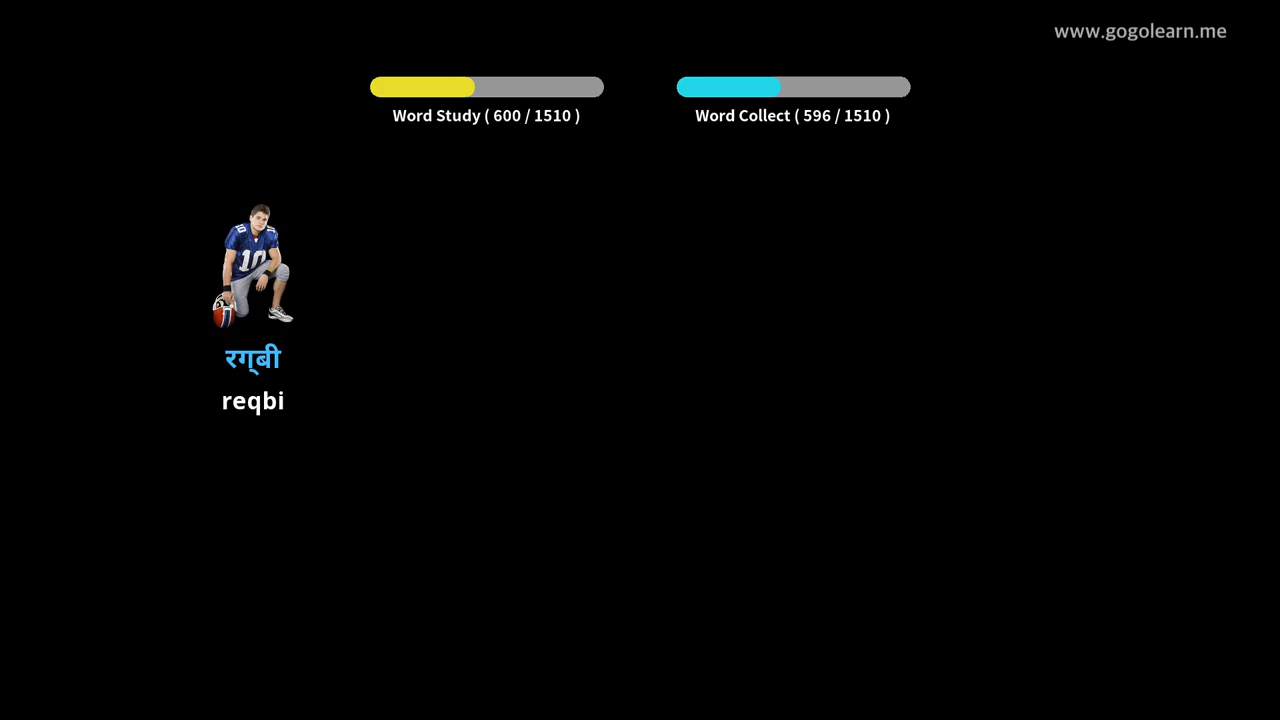 www.gogolearn.me
Word Study ( 600 / 1510 )
Word Collect ( 596 / 1510 )
रग्‌बी
reqbi